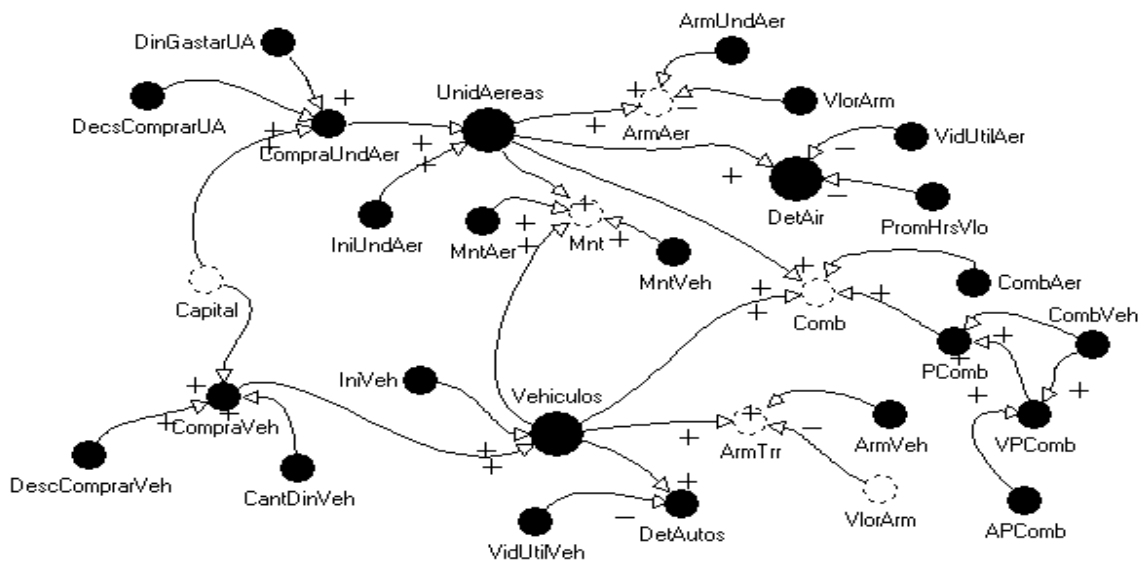 ArmUndAer
DinGastarUA
UnidAereas
DecsComprarUA
VlorArm
ArmAer
CompraUndAer
VidUtilAer
DetAir
PromHrsVlo
IniUndAer
MntAer
Mnt
MntVeh
CombAer
Capital
Comb
CombVeh
PComb
IniVeh
Vehiculos
CompraVeh
ArmTrr
ArmVeh
VPComb
DescComprarVeh
CantDinVeh
VlorArm
VidUtilVeh
DetAutos
APComb